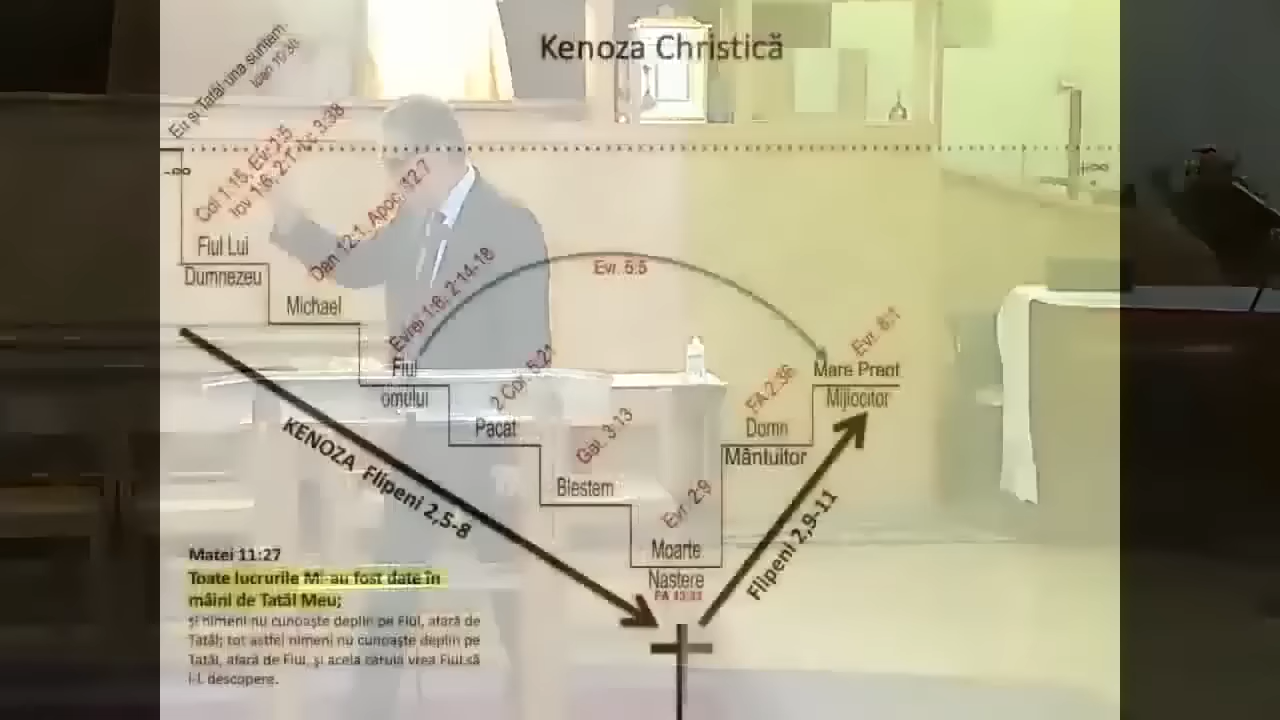 Kenoza Christică
Eu și Tatăl una suntem.
Ioan 10:30
-∞
+∞
Col 1:15, Evr. 1:5
Iov 1:6; 2:1 Lc 3:38
Fiul Lui
Dumnezeu
Dan 12:1, Apoc. 12:7
Michael
Evrei 1:6; 2:14-18
Fiul
omului
Evr. 5:5
2 Cor. 5:21
Pacat
Gal. 3:13
Blestem
Evr. 2:9
Moarte
Nastere
FA 13:33
FA 2:36
Domn
Mântuitor
Evr. 8:1
Mare Preot
Mijlocitor
KENOZA Flipeni 2,5-8
Flipeni 2,9-11
Matei 11:27
Toate lucrurile Mi-au fost date în
mâini de Tatăl Meu;
și nimeni nu cunoaște deplin pe Fiul, afară de
Tatăl; tot astfel nimeni nu cunoaște deplin pe
Tatăl, afară de Fiul, și acela căruia vrea Fiul să
i-L descopere.